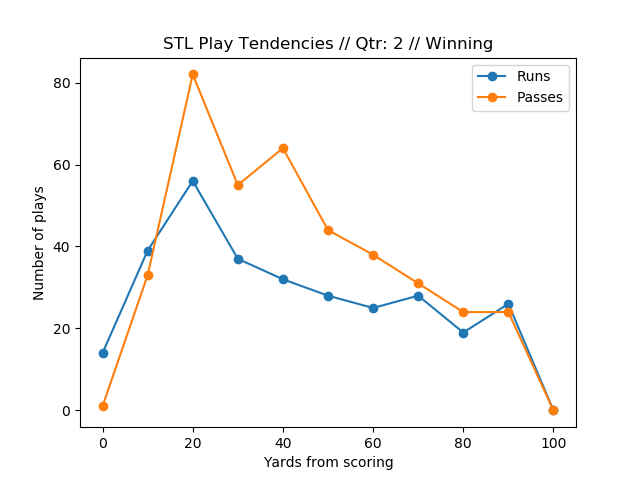 STL Play Tendencies // Qtr: 2 // Winning
Runs
Passes
Number of plays
80
60
40
20
0
0 20 40 60 80 100
Yards from scoring